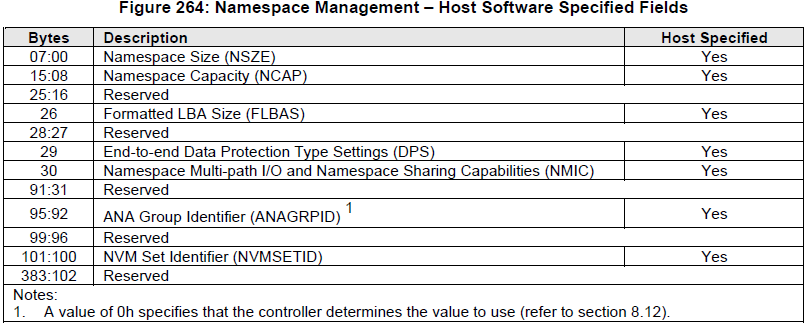 Figure 264: Namespace Management – Host Software Specified Fields
Bytes Description Host Specified
07:00 Namespace Size (NSZE) Yes
15:08 Namespace Capacity (NCAP) Yes
25:16 Reserved
26 Formatted LBA Size (FLBAS) Yes
28:27 Reserved
29 End-to-end Data Protection Type Settings (DPS) Yes
30 Namespace Multi-path I/O and Namespace Sharing Capabilities (NMIC) Yes
91:31 Reserved
95:92 ANA Group Identifier (ANAGRPID) 1 Yes
99:96 Reserved
101:100 NVM Set Identifier (NVMSETID) Yes
383:102 Reserved
Notes:
1. A value of 0h specifies that the controller determines the value to use (refer to section 8.12).